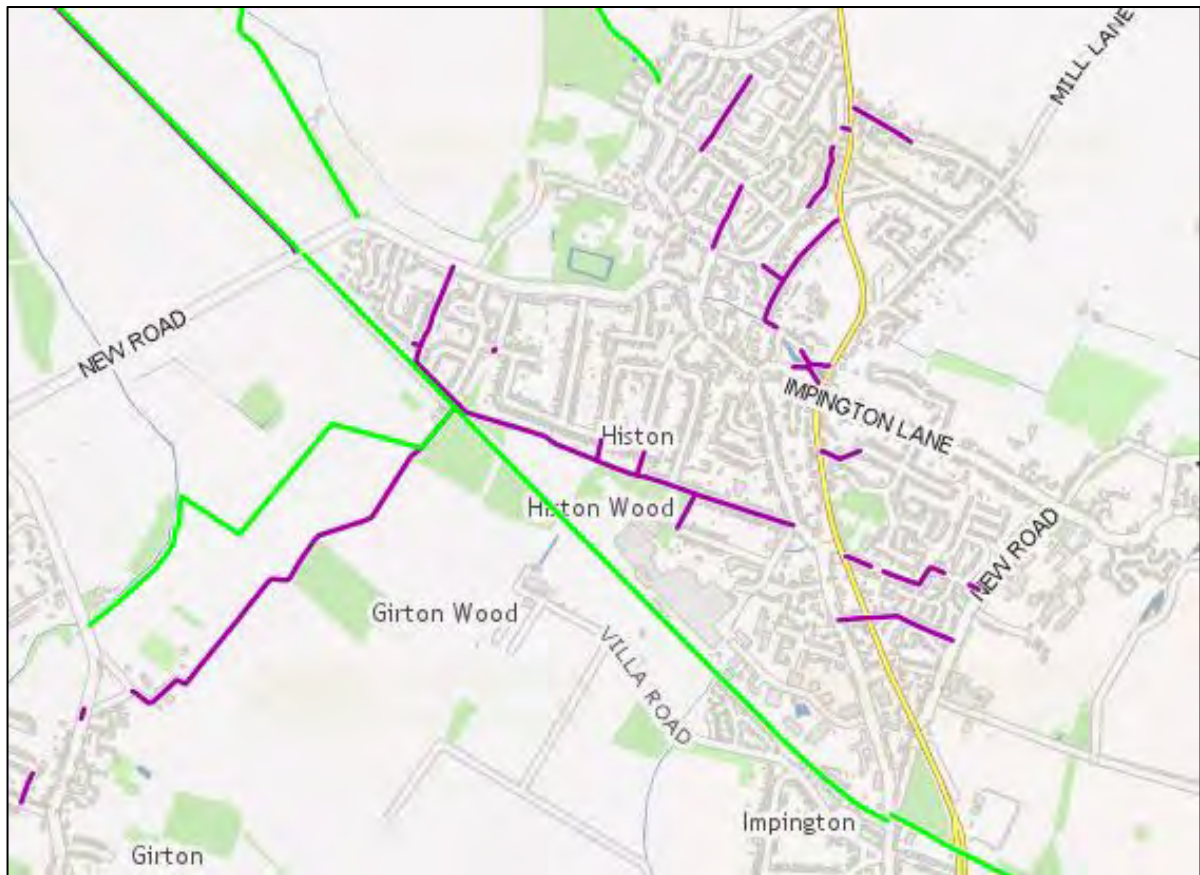 MILL LANE
NEW ROAD
IMPINGTON LANE
Histon
Histon Wood
NEW ROAD
Girton Wood
VILLA ROAD
Impington
Girton